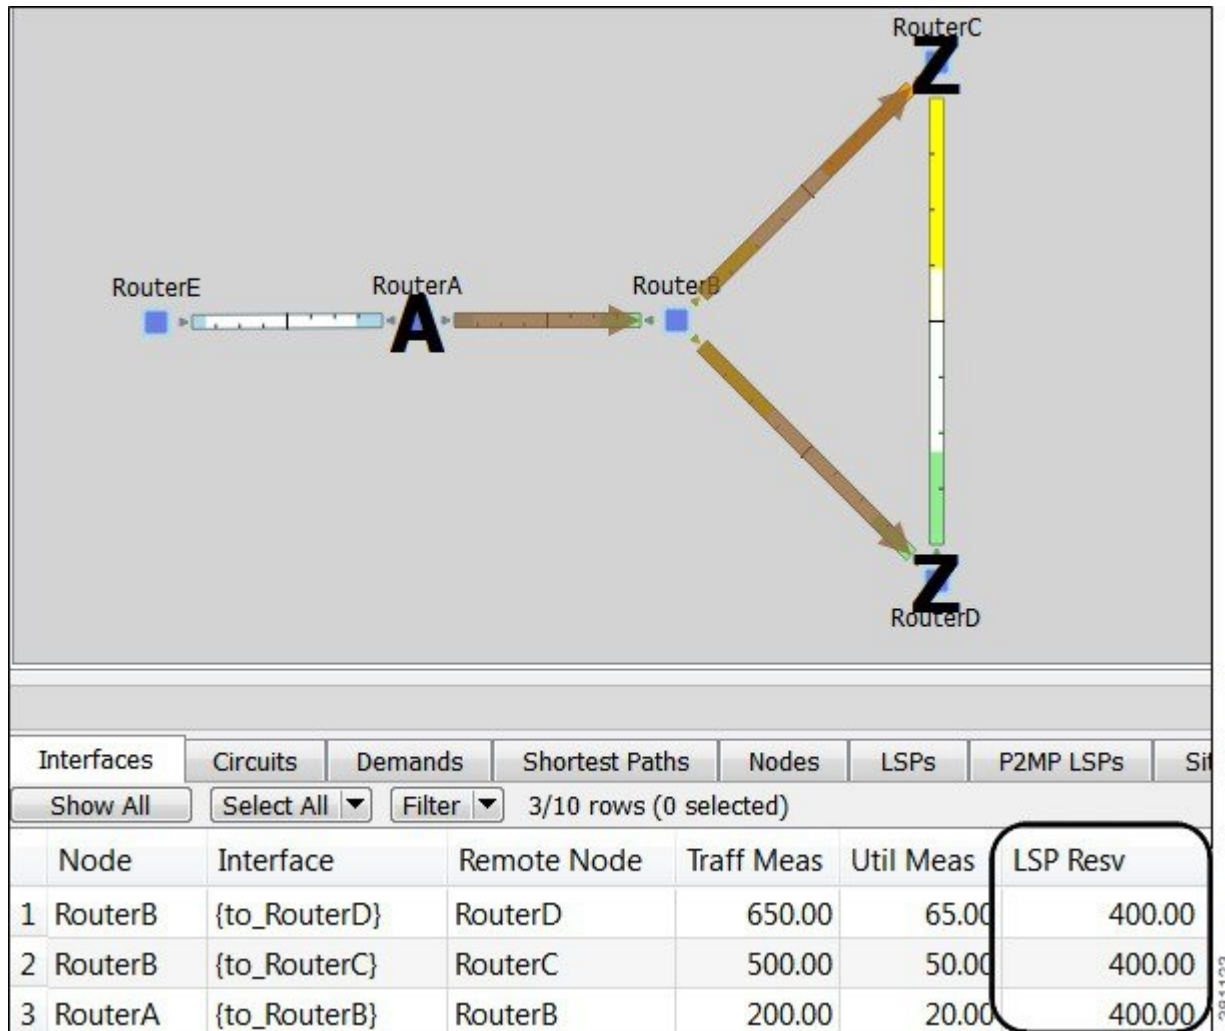 RouterC
Z
RouterE
RouterA
RouterB
A
Z
RouterD
Interfaces Circuits Demands Shortest Paths Nodes LSPs P2MP LSPs Sit
Show All Select All Filter 3/10 rows (0 selected)
Node Interface Remote Node Traff Meas Util Meas LSP Resv
1 RouterB {to_RouterD} RouterD 650.00 65.00 400.00
2 RouterB {to_RouterC} RouterC 500.00 50.00 400.00
3 RouterA {to_RouterB} RouterB 200.00 20.00 400.00